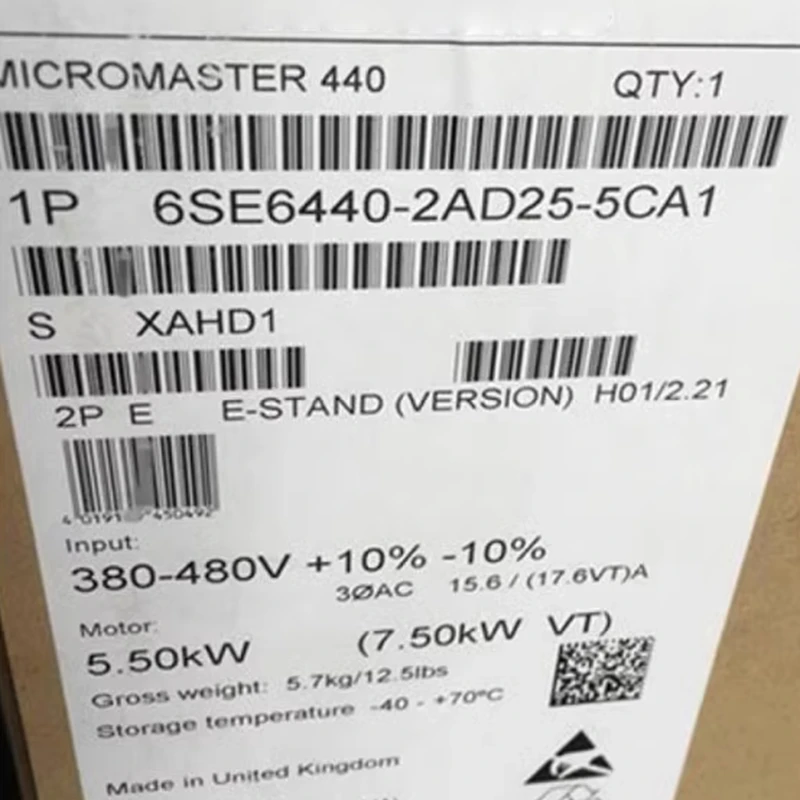 MICROMASTER 440 QTY:1
1P 6SE6440-2AD25-5CA1
S XAHD1
2P E E-STAND (VERSION) H01/2.21
Input:
380-480V +10% -10%
3ØAC 15.6 / (17.6VT)A
Motor:
5.50kW (7.50kW VT)
Gross weight: 5.7kg/12.5lbs
Storage temperature -40 - +70ºC
Made in United Kingdom